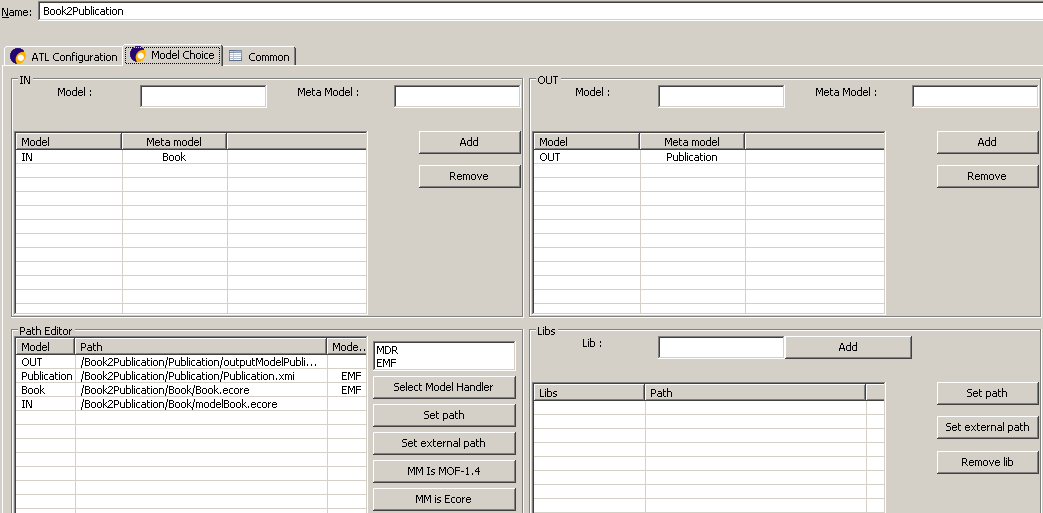 Name: Book2Publication
ATL Configuration Model Choice Common
IN
Model : Meta Model :
Model Meta model
IN Book
Add
Remove
OUT
Model : Meta Model :
Model Meta model
OUT Publication
Add
Remove
Path Editor
Model Path Mode..
OUT /Book2Publication/Publication/outputModelPubli...
Publication /Book2Publication/Publication/Publication.xmi EMF
Book /Book2Publication/Book/Book.ecore EMF
IN /Book2Publication/Book/modelBook.ecore
MDR
EMF
Select Model Handler
Set path
Set external path
MM Is MOF-1.4
MM is Ecore
Libs
Lib : Add
Libs Path
Set path
Set external path
Remove lib